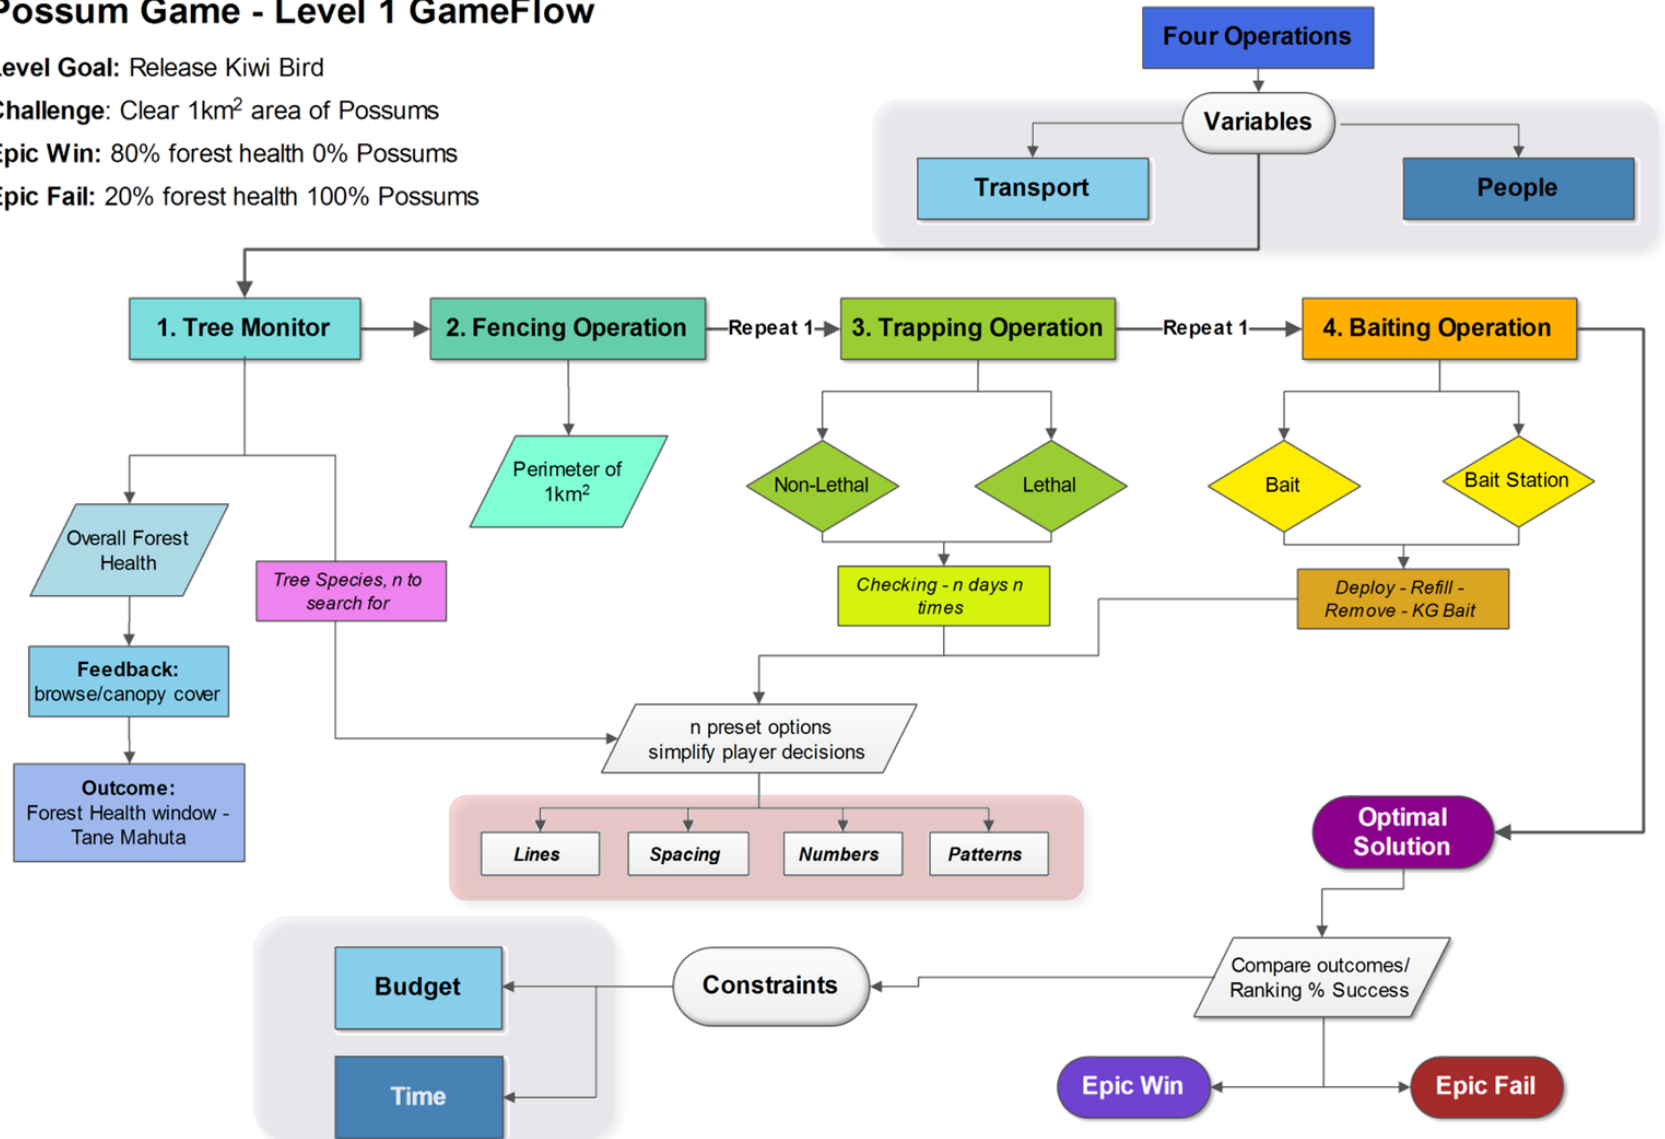 Possum Game - Level 1 GameFlow
Level Goal: Release Kiwi Bird
Challenge: Clear 1km² area of Possums
Epic Win: 80% forest health 0% Possums
Epic Fail: 20% forest health 100% Possums
Four Operations
Variables
Transport
People
1. Tree Monitor
2. Fencing Operation
Repeat 1
3. Trapping Operation
Repeat 1
4. Baiting Operation
Perimeter of
1km²
Non-Lethal
Lethal
Bait
Bait Station
Overall Forest
Health
Tree Species, n to
search for
Checking - n days n
times
Deploy - Refill -
Remove - KG Bait
Feedback:
browse/canopy cover
n preset options
simplify player decisions
Outcome:
Forest Health window -
Tane Mahuta
Lines
Spacing
Numbers
Patterns
Optimal
Solution
Budget
Time
Constraints
Compare outcomes/
Ranking % Success
Epic Win
Epic Fail